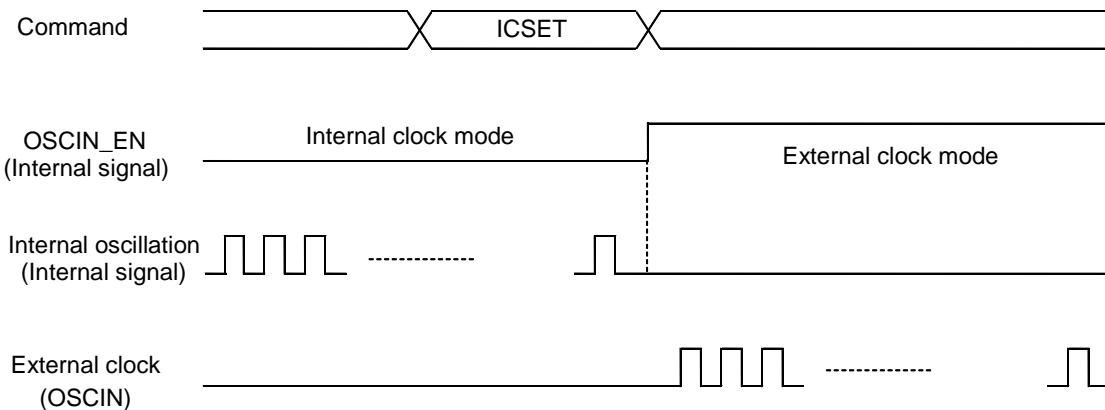 Command
ICSET
OSCIN_EN
(Internal signal)
Internal clock mode
External clock mode
Internal oscillation
(Internal signal)
External clock
(OSCIN)